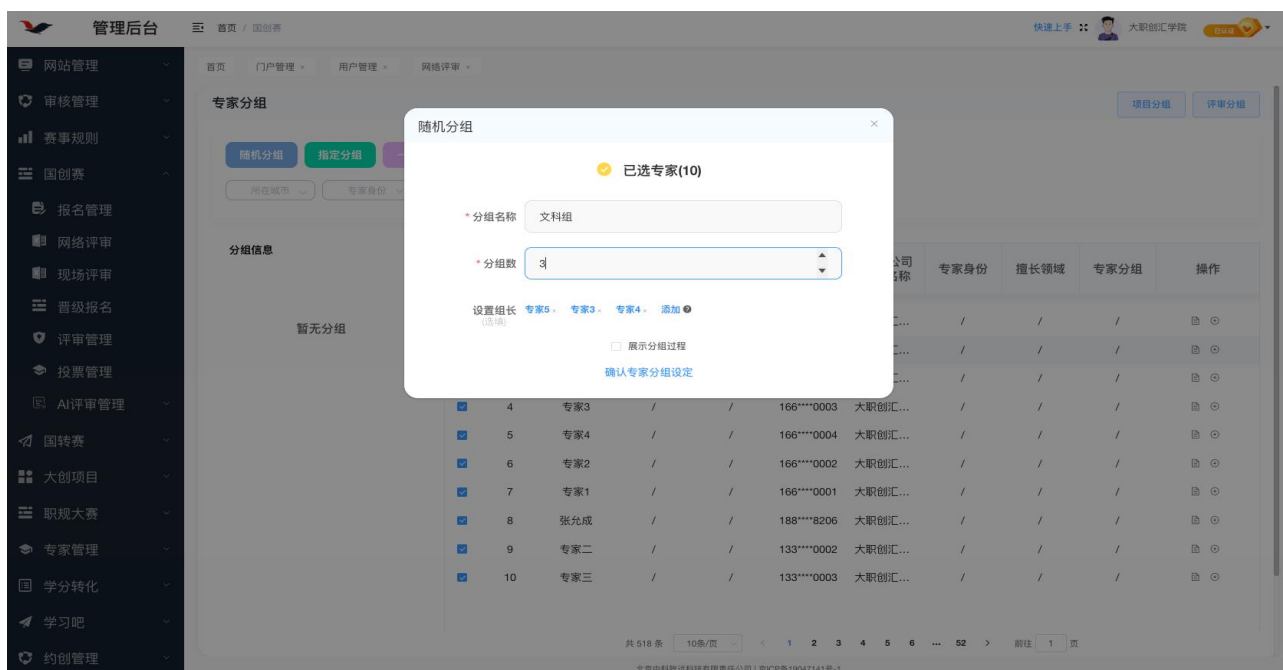 管理后台
首页 / 国创赛
快速上手
大职创汇学院
网站管理
审核管理
赛事规则
国创赛
报名管理
网络评审
现场评审
晋级报名
评审管理
投票管理
AI评审管理
国转赛
大创项目
职规大赛
专家管理
学分转化
学习吧
约创管理
首页 门户管理 × 用户管理 × 网络评审 ×
专家分组
项目分组 评审分组
随机分组 指定分组
所在城市 专家身份
分组信息
暂无分组
随机分组 ×
已选专家(10)
* 分组名称 文科组
* 分组数 3
设置组长 专家5 × 专家3 × 专家4 × 添加
(选填)
展示分组过程
确认专家分组设定
公司
名称 专家身份 擅长领域 专家分组 操作
/ / /
/ / /
/ / /
4 专家3 / / 166****0003 大职创汇... / / /
5 专家4 / / 166****0004 大职创汇... / / /
6 专家2 / / 166****0002 大职创汇... / / /
7 专家1 / / 166****0001 大职创汇... / / /
8 张允成 / / 188****8206 大职创汇... / / /
9 专家二 / / 133****0002 大职创汇... / / /
10 专家三 / / 133****0003 大职创汇... / / /
共 518 条 10条/页 < 1 2 3 4 5 6 ... 52 > 前往 1 页